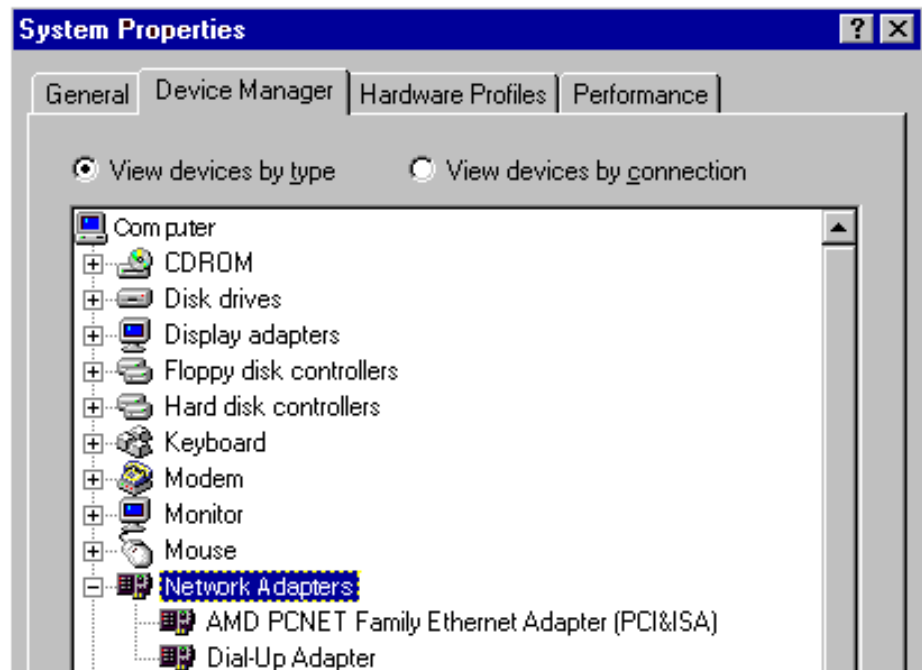 System Properties
General Device Manager Hardware Profiles Performance
View devices by type View devices by connection
Computer
CDROM
Disk drives
Display adapters
Floppy disk controllers
Hard disk controllers
Keyboard
Modem
Monitor
Mouse
Network Adapters
AMD PCNET Family Ethernet Adapter (PCI&ISA)
Dial-Up Adapter